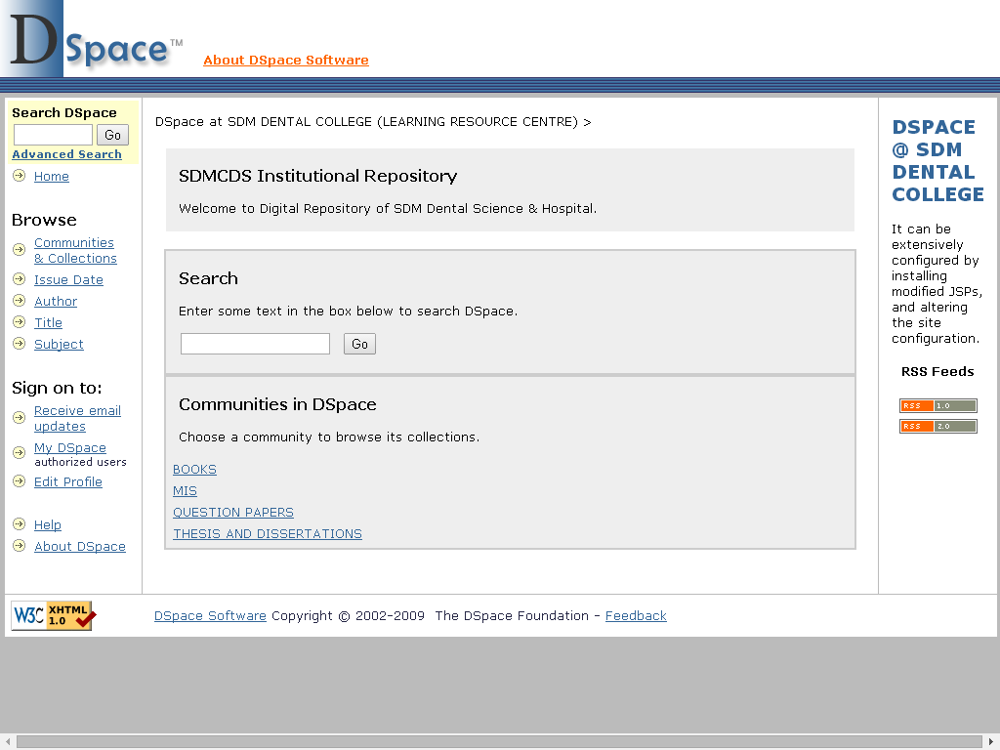 DSpace™
About DSpace Software
Search DSpace
Go
Advanced Search
Home
Browse
Communities
& Collections
Issue Date
Author
Title
Subject
Sign on to:
Receive email
updates
My DSpace
authorized users
Edit Profile
Help
About DSpace
DSpace at SDM DENTAL COLLEGE (LEARNING RESOURCE CENTRE) >
SDMCDS Institutional Repository
Welcome to Digital Repository of SDM Dental Science & Hospital.
Search
Enter some text in the box below to search DSpace.
Go
Communities in DSpace
Choose a community to browse its collections.
BOOKS
MIS
QUESTION PAPERS
THESIS AND DISSERTATIONS
DSPACE
@ SDM
DENTAL
COLLEGE
It can be
extensively
configured by
installing
modified JSPs,
and altering
the site
configuration.
RSS Feeds
RSS 1.0
RSS 2.0
W3C XHTML 1.0
DSpace Software Copyright © 2002-2009 The DSpace Foundation - Feedback